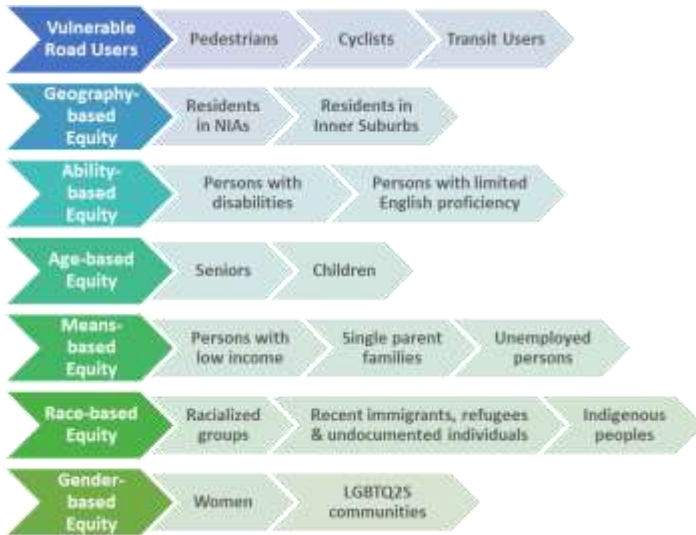 Vulnerable
Road Users
Pedestrians
Cyclists
Transit Users
Geography-
based
Equity
Residents
in NIAs
Residents in
Inner Suburbs
Ability-
based
Equity
Persons with
disabilities
Persons with limited
English proficiency
Age-based
Equity
Seniors
Children
Means-
based
Equity
Persons with
low income
Single parent
families
Unemployed
persons
Race-based
Equity
Racialized
groups
Recent immigrants, refugees
& undocumented individuals
Indigenous
peoples
Gender-
based
Equity
Women
LGBTQ2S
communities